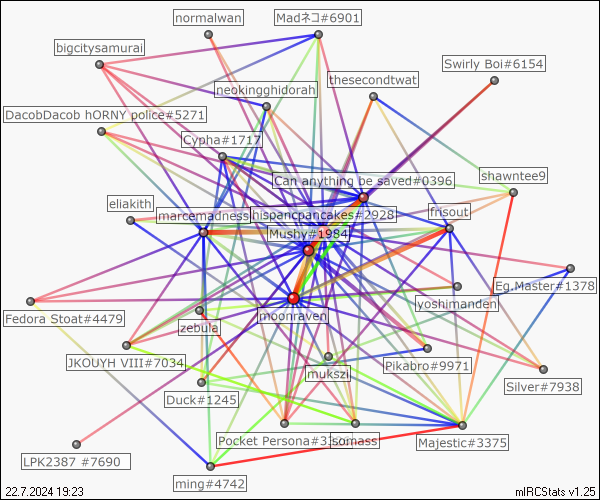 normalwan
Madネコ#6901
bigcitysamurai
Swirly Boi#6154
thesecondtwat
neokingghidorah
DacobDacob hORNY police#5271
Cypha#1717
shawntee9
Can anything be saved#0396
eliakith
marcemadness
hispancpancakes#2928
frisout
Mushy#1984
Eg.Master#1378
yoshimanden
Fedora Stoat#4479
moonraven
zebula
JKOUYH VIII#7034
mukszi
Pikabro#9971
Silver#7938
Duck#1245
Pocket Persona#3
isomass
Majestic#3375
LPK2387 #7690
ming#4742
22.7.2024 19:23
mIRCStats v1.25